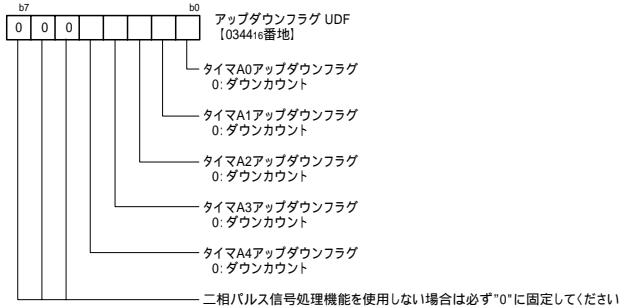 b7 b0
0 0 0
アップダウンフラグ UDF
【034416番地】
タイマA0アップダウンフラグ
0: ダウンカウント
タイマA1アップダウンフラグ
0: ダウンカウント
タイマA2アップダウンフラグ
0: ダウンカウント
タイマA3アップダウンフラグ
0: ダウンカウント
タイマA4アップダウンフラグ
0: ダウンカウント
二相パルス信号処理機能を使用しない場合は必ず"0"に固定してください